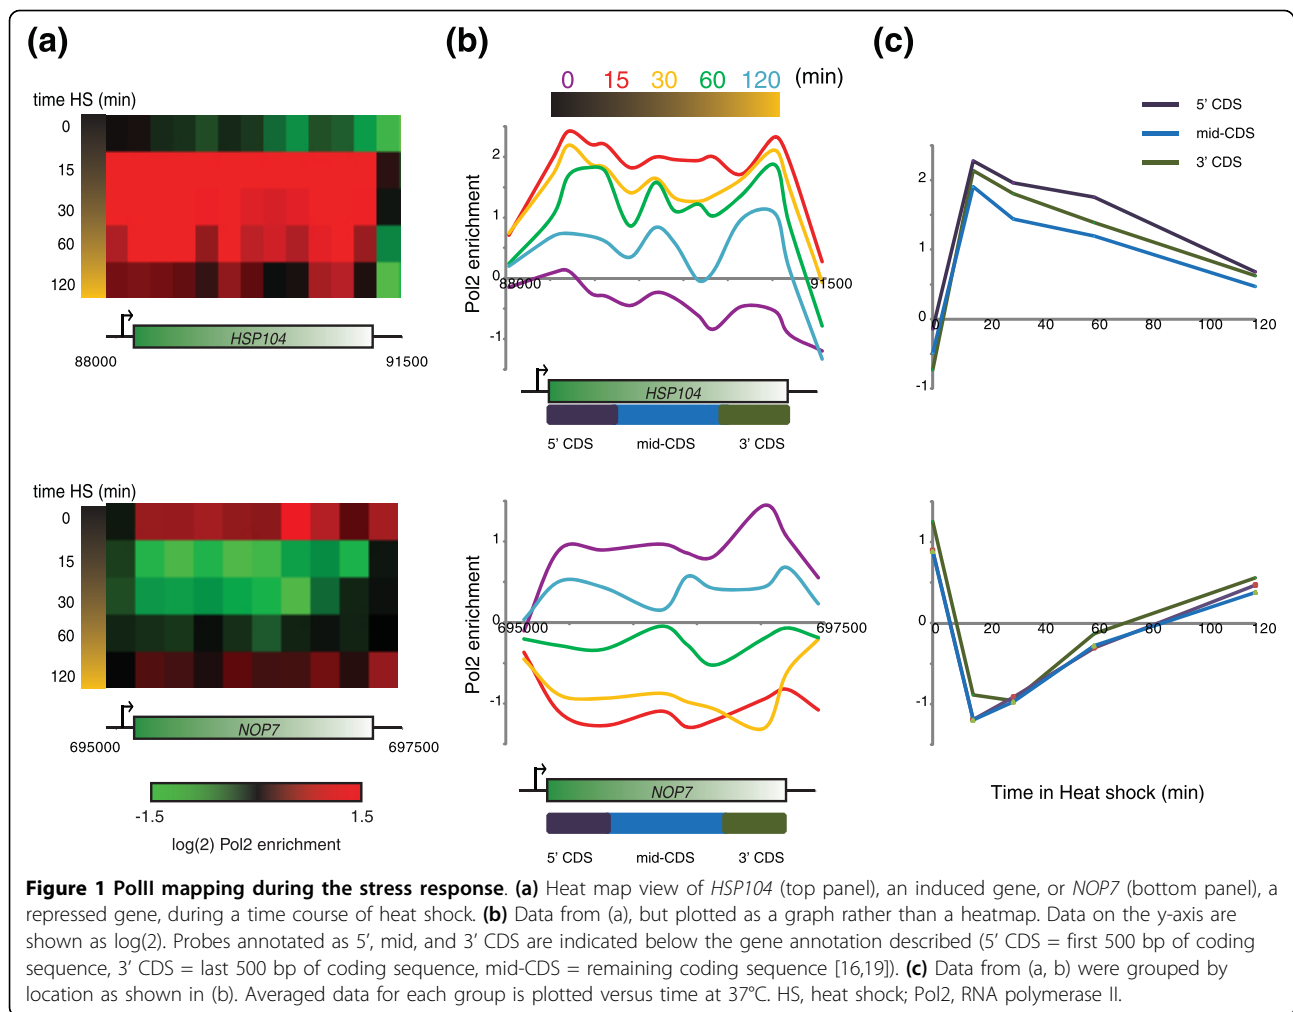 (a)
time HS (min)
0
15
30
60
120
HSP104
88000
91500
time HS (min)
0
15
30
60
120
NOP7
695000
697500
-1.5
1.5
log(2) Pol2 enrichment
(b)
0 15 30 60 120 (min)
Pol2 enrichment
2
1
0
-1
88000
91500
HSP104
5’ CDS mid-CDS 3’ CDS
Pol2 enrichment
1
0
-1
695000
697500
NOP7
5’ CDS mid-CDS 3’ CDS
(c)
5’ CDS
mid-CDS
3’ CDS
2
1
0
-1
0 20 40 60 80 100 120
1
0
-1
0 20 40 60 80 100 120
Time in Heat shock (min)
Figure 1 PolII mapping during the stress response. (a) Heat map view of HSP104 (top panel), an induced gene, or NOP7 (bottom panel), a
repressed gene, during a time course of heat shock. (b) Data from (a), but plotted as a graph rather than a heatmap. Data on the y-axis are
shown as log(2). Probes annotated as 5’, mid, and 3’ CDS are indicated below the gene annotation described (5’ CDS = first 500 bp of coding
sequence, 3’ CDS = last 500 bp of coding sequence, mid-CDS = remaining coding sequence [16,19]). (c) Data from (a, b) were grouped by
location as shown in (b). Averaged data for each group is plotted versus time at 37°C. HS, heat shock; Pol2, RNA polymerase II.